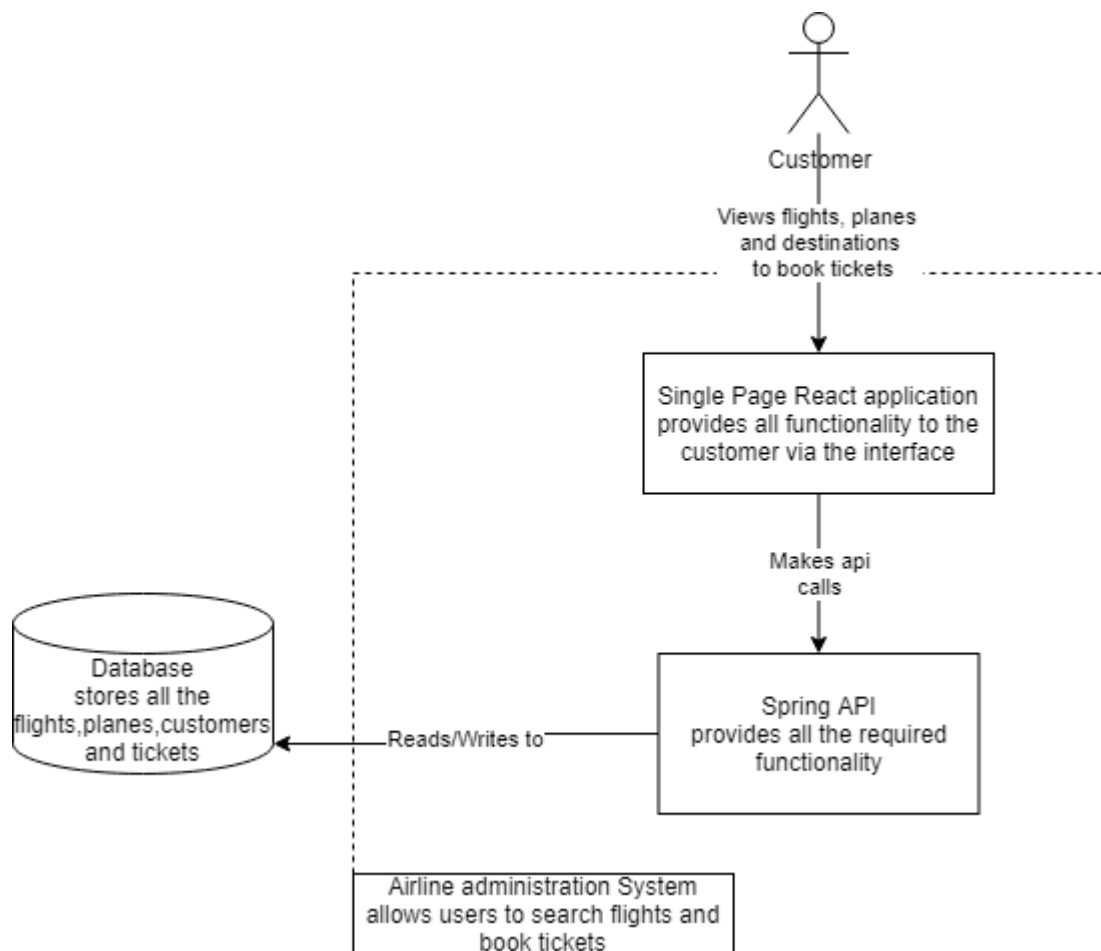 Customer
Views flights, planes
and destinations
to book tickets
Single Page React application
provides all functionality to the
customer via the interface
Makes api
calls
Database
stores all the
flights,planes,customers
and tickets
Reads/Writes to
Spring API
provides all the required
functionality
Airline administration System
allows users to search flights and
book tickets